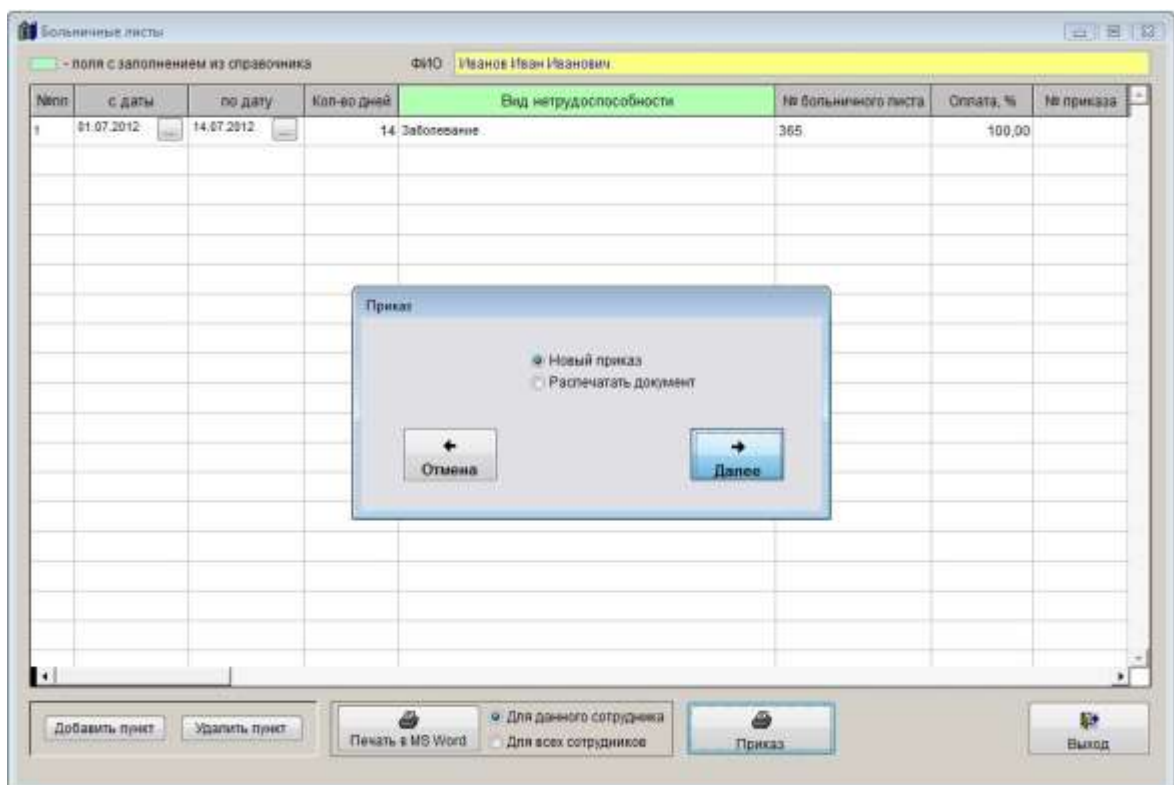 Больничные листы
- поля с заполнением из справочника ФИО Иванов Иван Иванович
№пп с даты по дату Кол-во дней Вид нетрудоспособности № больничного листа Оплата, % № приказа
1 01.07.2012 ... 14.07.2012 ... 14 Заболевание 365 100,00
Приказ
Новый приказ
Распечатать документ
Отмена Далее
Добавить пункт Удалить пункт Печать в MS Word Для данного сотрудника
Для всех сотрудников Приказ Выход